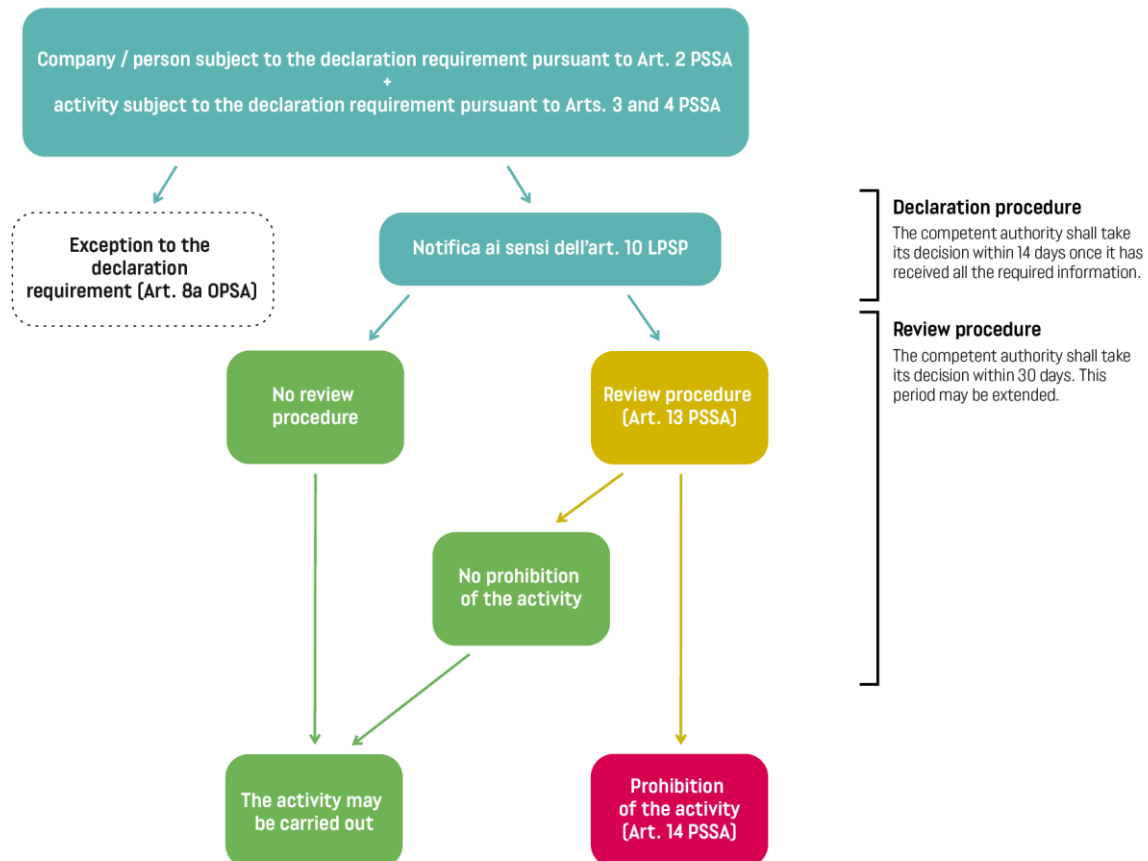 Company / person subject to the declaration requirement pursuant to Art. 2 PSSA
+
activity subject to the declaration requirement pursuant to Arts. 3 and 4 PSSA
Exception to the
declaration
requirement (Art. 8a OPSA)
Notifica ai sensi dell'art. 10 LPSP
Declaration procedure
The competent authority shall take
its decision within 14 days once it has
received all the required information.
Review procedure
The competent authority shall take
its decision within 30 days. This
period may be extended.
No review
procedure
Review procedure
(Art. 13 PSSA)
No prohibition
of the activity
The activity may
be carried out
Prohibition
of the activity
(Art. 14 PSSA)